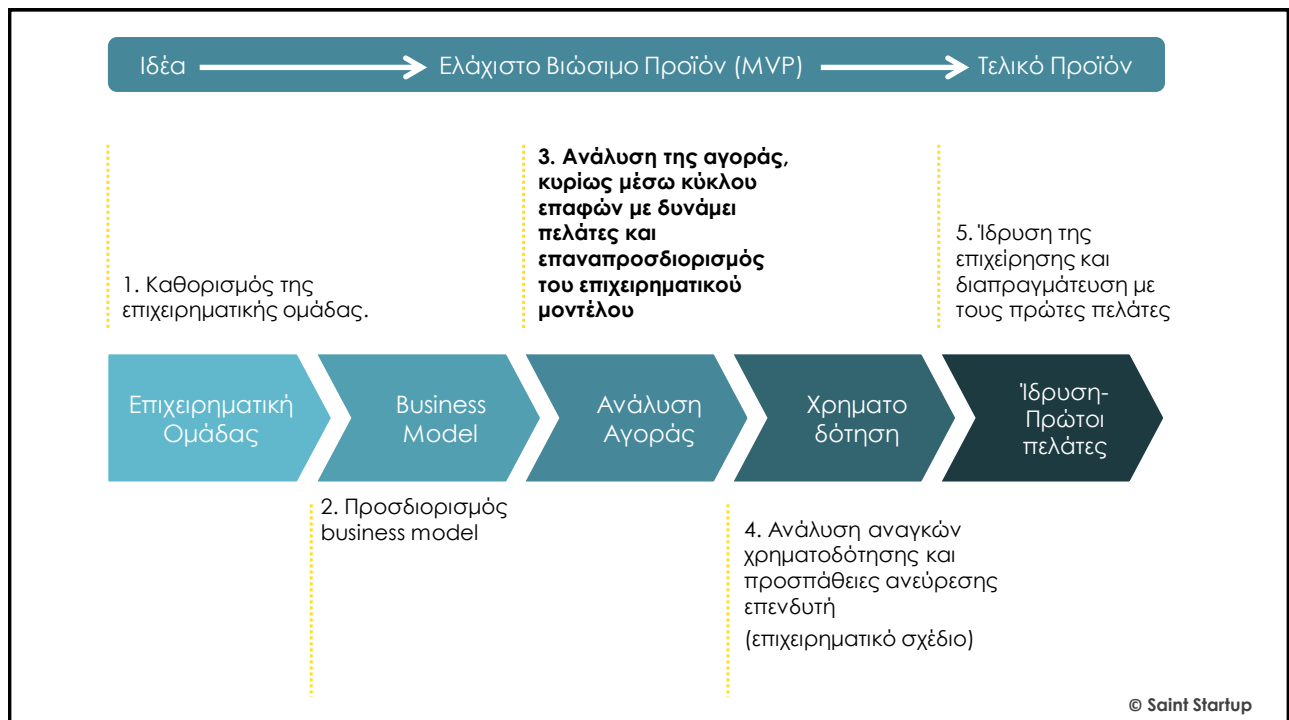 Ιδέα Ελάχιστο Βιώσιμο Προϊόν (MVP) Τελικό Προϊόν
1. Καθορισμός της
επιχειρηματικής ομάδας.
3. Ανάλυση της αγοράς,
κυρίως μέσω κύκλου
επαφών με δυνάμει
πελάτες και
επαναπροσδιορισμός
του επιχειρηματικού
μοντέλου
5. Ίδρυση της
επιχείρησης και
διαπραγμάτευση με
τους πρώτες πελάτες
Επιχειρηματική
Ομάδας
Business
Model
Ανάλυση
Αγοράς
Χρηματο
δότηση
Ίδρυση-
Πρώτοι
πελάτες
2. Προσδιορισμός
business model
4. Ανάλυση αναγκών
χρηματοδότησης και
προσπάθειες ανεύρεσης
επενδυτή
(επιχειρηματικό σχέδιο)
© Saint Startup